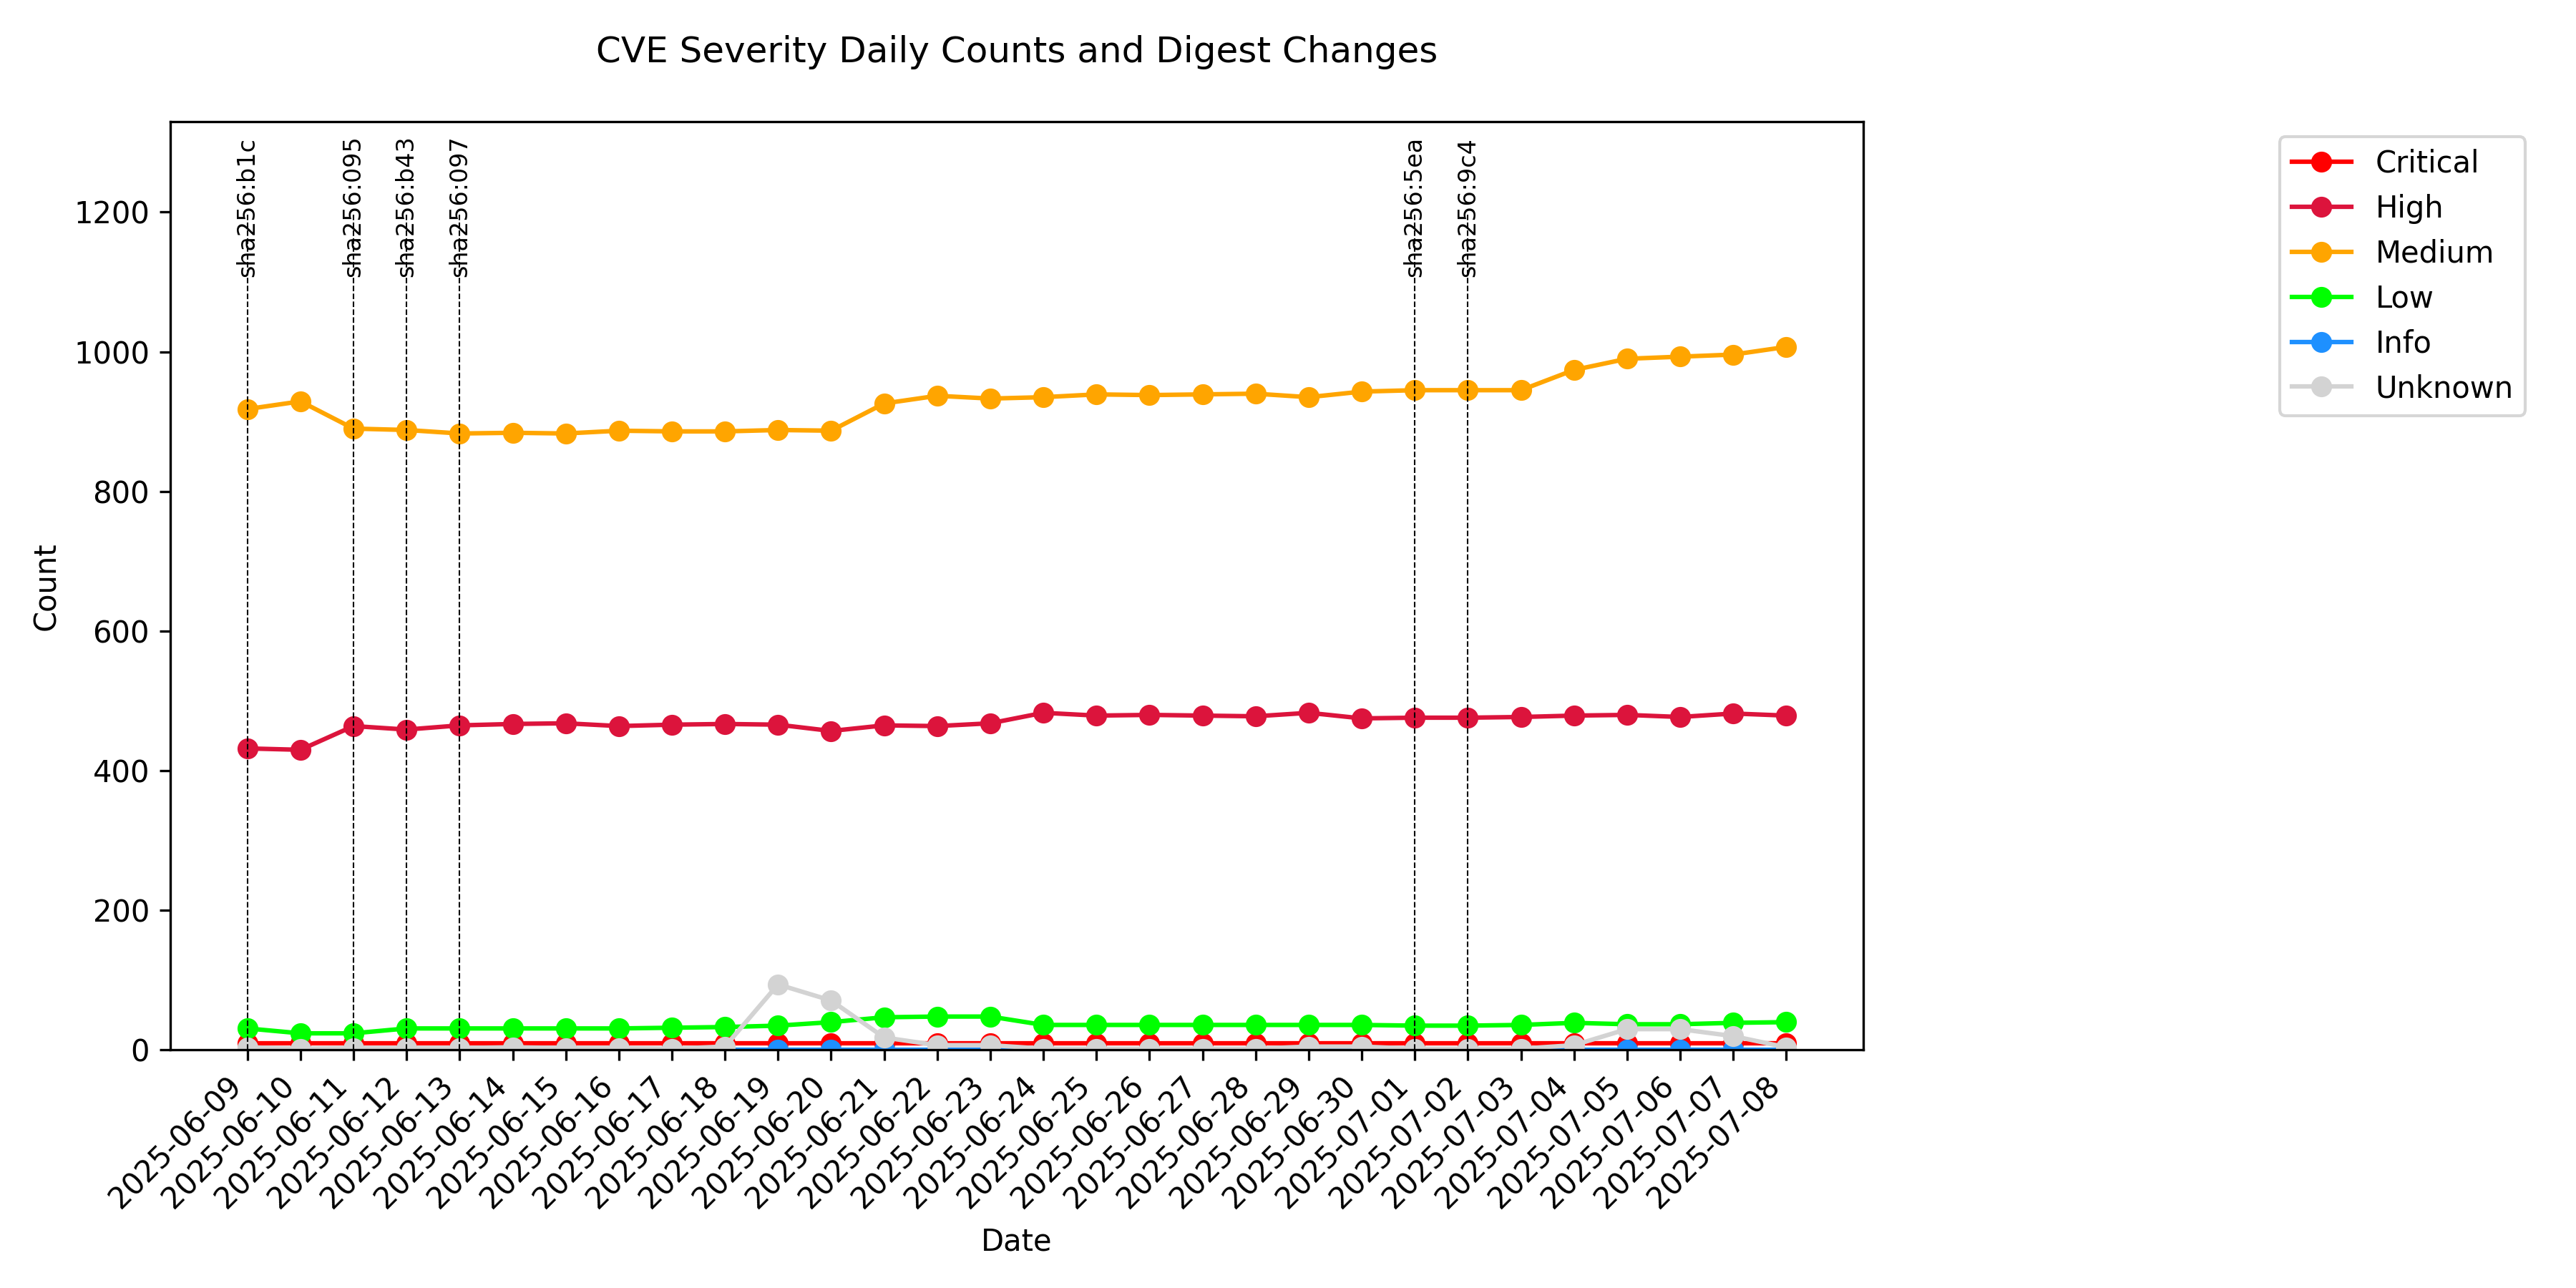 CVE Severity Daily Counts and Digest Changes
sha256:b1c
sha256:095
sha256:b43
sha256:097
sha256:5ea
sha256:9c4
Critical
High
Medium
Low
Info
Unknown
1200
1000
800
600
400
200
0
Count
2025-06-09
2025-06-10
2025-06-11
2025-06-12
2025-06-13
2025-06-14
2025-06-15
2025-06-16
2025-06-17
2025-06-18
2025-06-19
2025-06-20
2025-06-21
2025-06-22
2025-06-23
2025-06-24
2025-06-25
2025-06-26
2025-06-27
2025-06-28
2025-06-29
2025-06-30
2025-07-01
2025-07-02
2025-07-03
2025-07-04
2025-07-05
2025-07-06
2025-07-07
2025-07-08
Date